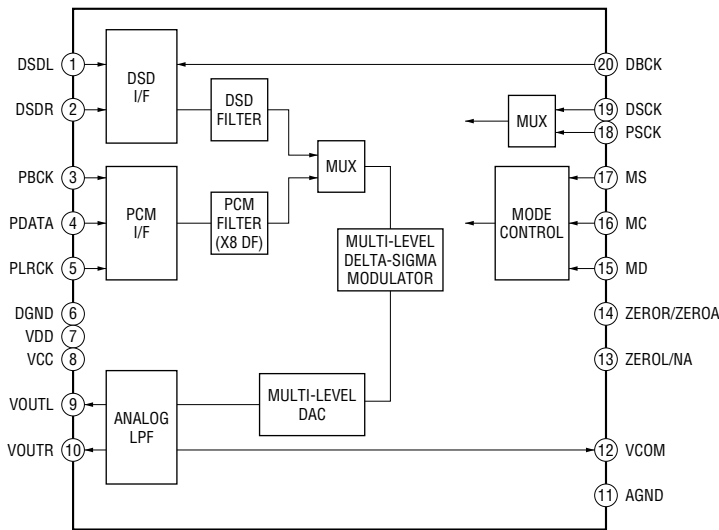 DSDL 1
DSD
I/F
20 DBCK
DSDR 2
DSD
FILTER
19 DSCK
MUX
18 PSCK
PBCK 3
MUX
17 MS
PDATA 4
PCM
I/F
PCM
FILTER
(X8 DF)
MODE
CONTROL
16 MC
PLRCK 5
MULTI-LEVEL
DELTA-SIGMA
MODULATOR
15 MD
DGND 6
14 ZEROR/ZEROA
VDD 7
VCC 8
13 ZEROL/NA
VOUTL 9
ANALOG
LPF
MULTI-LEVEL
DAC
VOUTR 10
12 VCOM
11 AGND